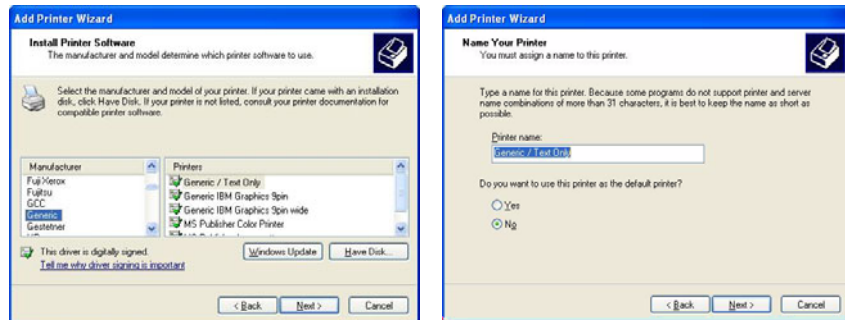 Add Printer Wizard
Install Printer Software
The manufacturer and model determine which printer software to use.
Select the manufacturer and model of your printer. If your printer came with an installation
disk, click Have Disk. If your printer is not listed, consult your printer documentation for
compatible printer software.
Manufacturer
Fuji Xerox
Fujitsu
GCC
Generic
Gestetner
Printers
Generic / Text Only
Generic IBM Graphics 9pin
Generic IBM Graphics 9pin wide
MS Publisher Color Printer
This driver is digitally signed.
Tell me why driver signing is important
Windows Update
Have Disk...
< Back
Next >
Cancel
Add Printer Wizard
Name Your Printer
You must assign a name to this printer.
Type a name for this printer. Because some programs do not support printer and server
name combinations of more than 31 characters, it is best to keep the name as short as
possible.
Printer name:
Generic / Text Only
Do you want to use this printer as the default printer?
Yes
No
< Back
Next >
Cancel